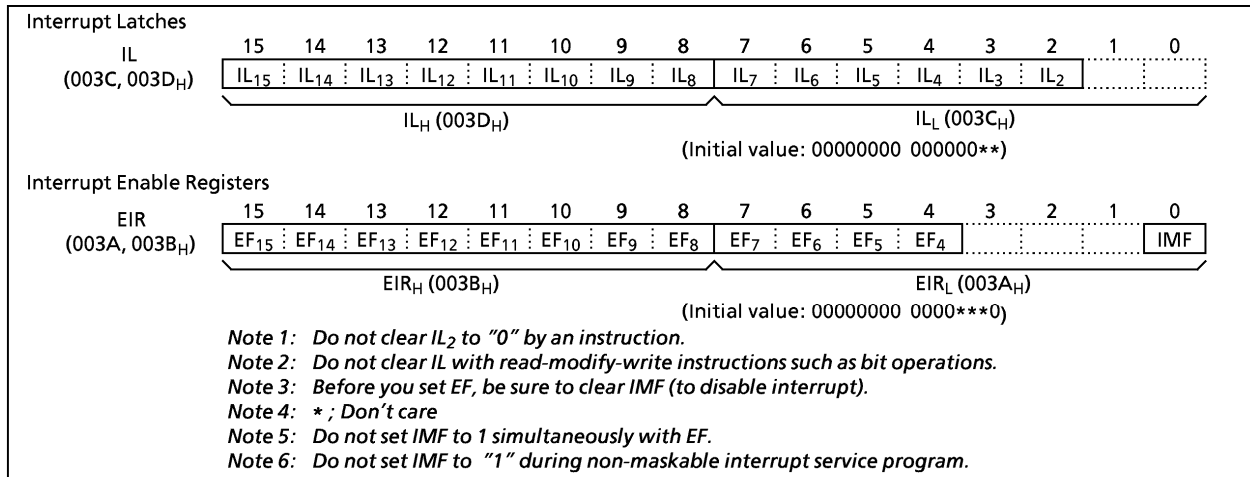 Interrupt Latches
IL 15 14 13 12 11 10 9 8 7 6 5 4 3 2 1 0
(003C, 003DH) IL15 IL14 IL13 IL12 IL11 IL10 IL9 IL8 IL7 IL6 IL5 IL4 IL3 IL2
ILH (003DH) ILL (003CH)
(Initial value: 00000000 000000**)
Interrupt Enable Registers
EIR 15 14 13 12 11 10 9 8 7 6 5 4 3 2 1 0
(003A, 003BH) EF15 EF14 EF13 EF12 EF11 EF10 EF9 EF8 EF7 EF6 EF5 EF4 IMF
EIRH (003BH) EIRL (003AH)
(Initial value: 00000000 0000***0)
Note 1: Do not clear IL2 to "0" by an instruction.
Note 2: Do not clear IL with read-modify-write instructions such as bit operations.
Note 3: Before you set EF, be sure to clear IMF (to disable interrupt).
Note 4: * ; Don't care
Note 5: Do not set IMF to 1 simultaneously with EF.
Note 6: Do not set IMF to "1" during non-maskable interrupt service program.